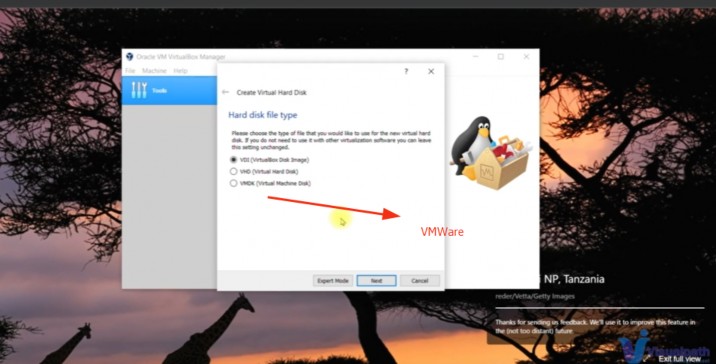 Oracle VM VirtualBox Manager
File Machine Help
Tools
?
Create Virtual Hard Disk
Hard disk file type
Please choose the type of file that you would like to use for the new virtual hard
disk. If you do not need to use it with other virtualization software you can leave
this setting unchanged.
VDI (VirtualBox Disk Image)
VHD (Virtual Hard Disk)
VMDK (Virtual Machine Disk)
VMWare
Expert Mode Next Cancel
i NP, Tanzania
reder/Vetta/Getty Images
Thanks for sending us feedback. We'll use it to improve this feature in
the (not too distant) future
Exit full view